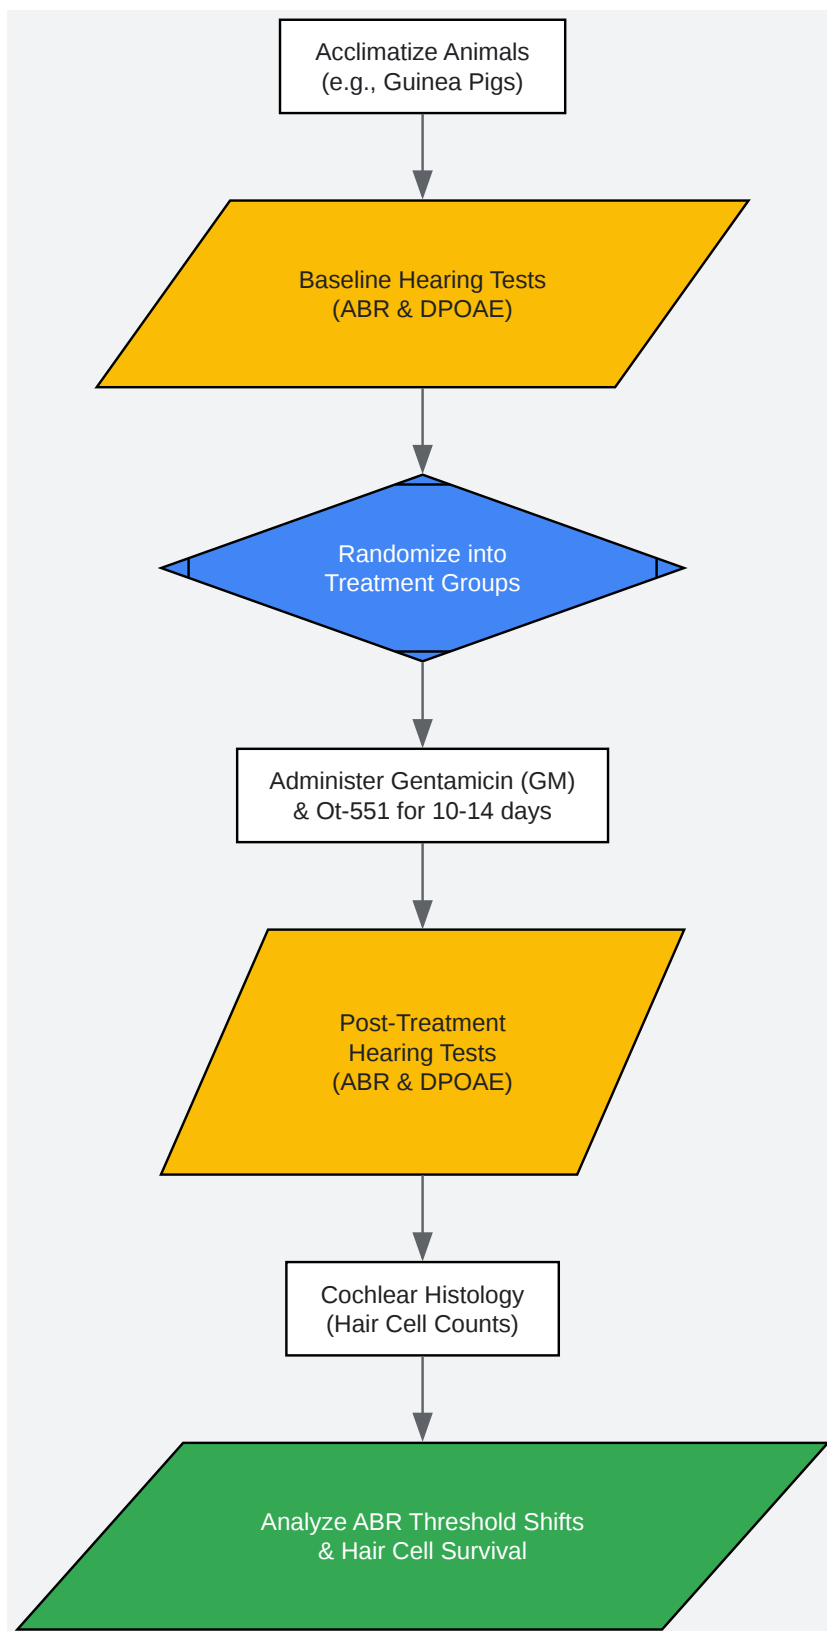 Acclimatize Animals
(e.g., Guinea Pigs)
Baseline Hearing Tests
(ABR & DPOAE)
Randomize into
Treatment Groups
Administer Gentamicin (GM)
& Ot-551 for 10-14 days
Post-Treatment
Hearing Tests
(ABR & DPOAE)
Cochlear Histology
(Hair Cell Counts)
Analyze ABR Threshold Shifts
& Hair Cell Survival